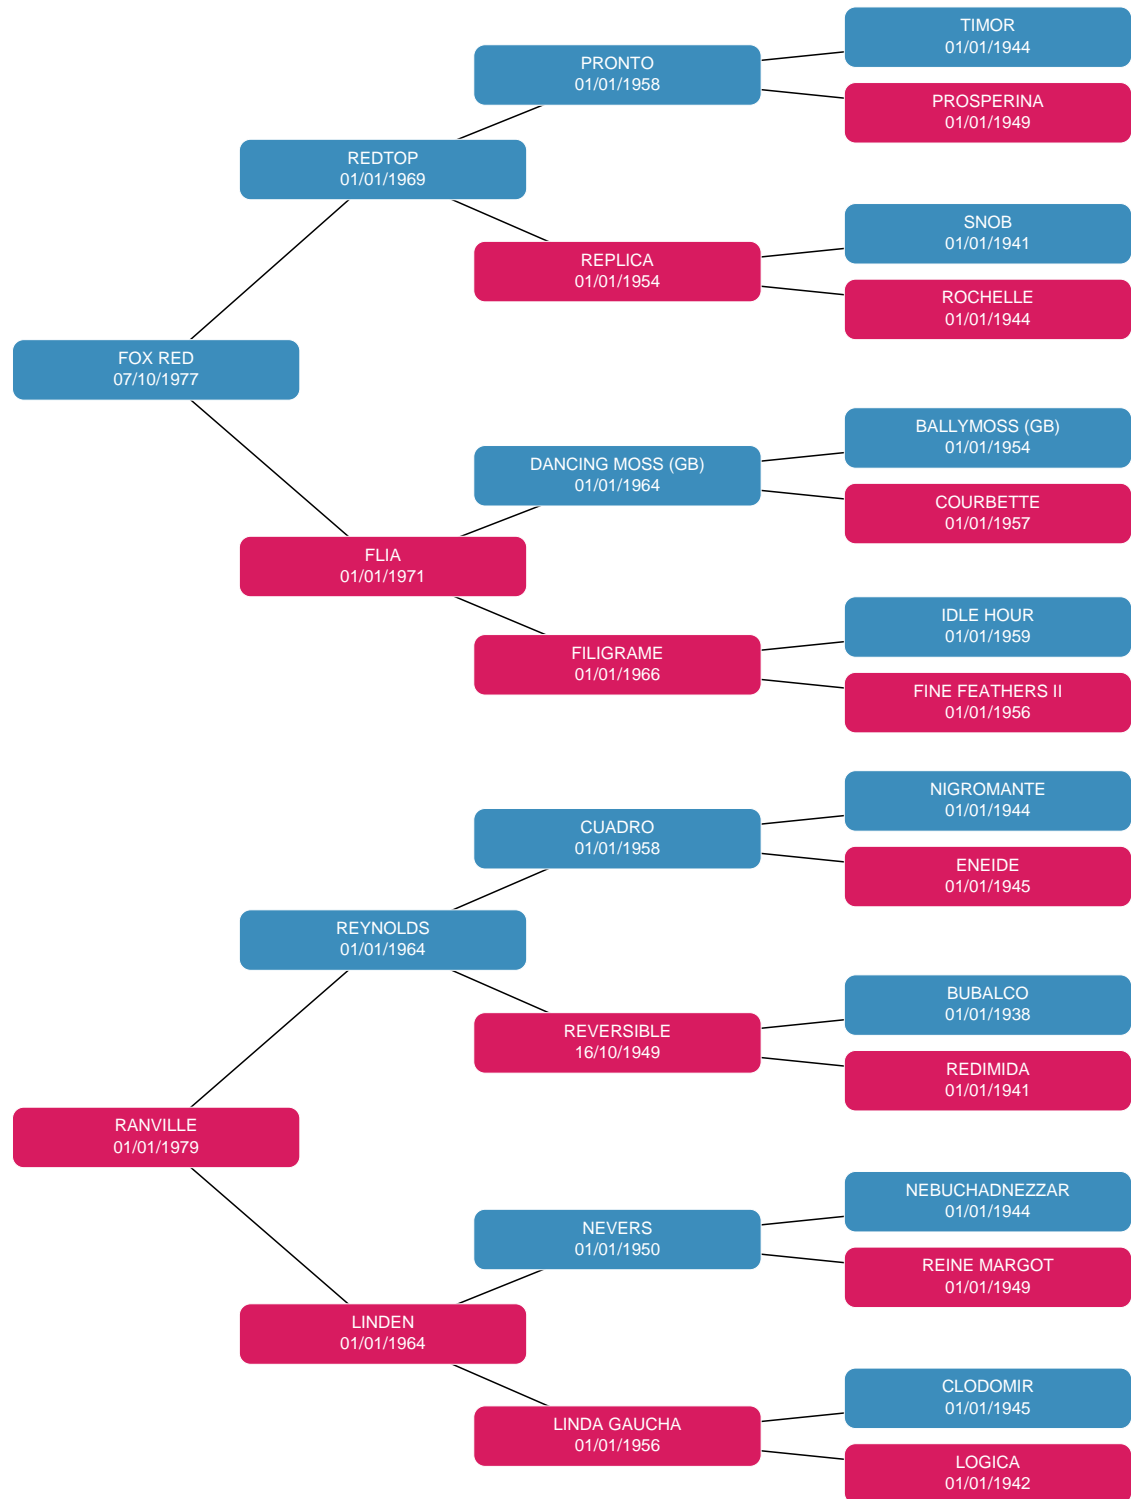 TIMOR
01/01/1944
PRONTO
01/01/1958
PROSPERINA
01/01/1949
REDTOP
01/01/1969
SNOB
01/01/1941
REPLICA
01/01/1954
ROCHELLE
01/01/1944
FOX RED
07/10/1977
BALLYMOSS (GB)
01/01/1954
DANCING MOSS (GB)
01/01/1964
COURBETTE
01/01/1957
FLIA
01/01/1971
IDLE HOUR
01/01/1959
FILIGRAME
01/01/1966
FINE FEATHERS II
01/01/1956
NIGROMANTE
01/01/1944
CUADRO
01/01/1958
ENEIDE
01/01/1945
REYNOLDS
01/01/1964
BUBALCO
01/01/1938
REVERSIBLE
16/10/1949
REDIMIDA
01/01/1941
RANVILLE
01/01/1979
NEBUCHADNEZZAR
01/01/1944
NEVERS
01/01/1950
REINE MARGOT
01/01/1949
LINDEN
01/01/1964
CLODOMIR
01/01/1945
LINDA GAUCHA
01/01/1956
LOGICA
01/01/1942